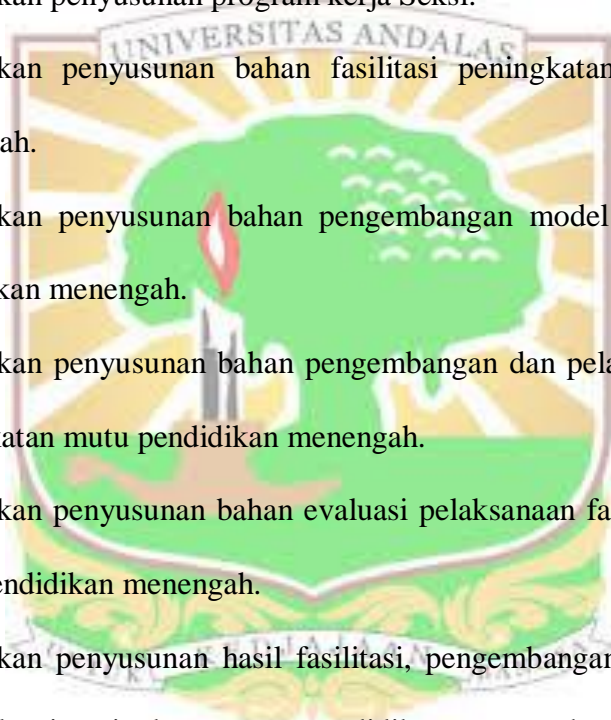 kan penyusunan program kerja Seksi.
UNIVERSITAS ANDALAS
kan penyusunan bahan fasilitasi peningkatan
ah.
kan penyusunan bahan pengembangan model
kan menengah.
kan penyusunan bahan pengembangan dan pela
katan mutu pendidikan menengah.
kan penyusunan bahan evaluasi pelaksanaan fa
endidikan menengah.
kan penyusunan hasil fasilitasi, pengembangan